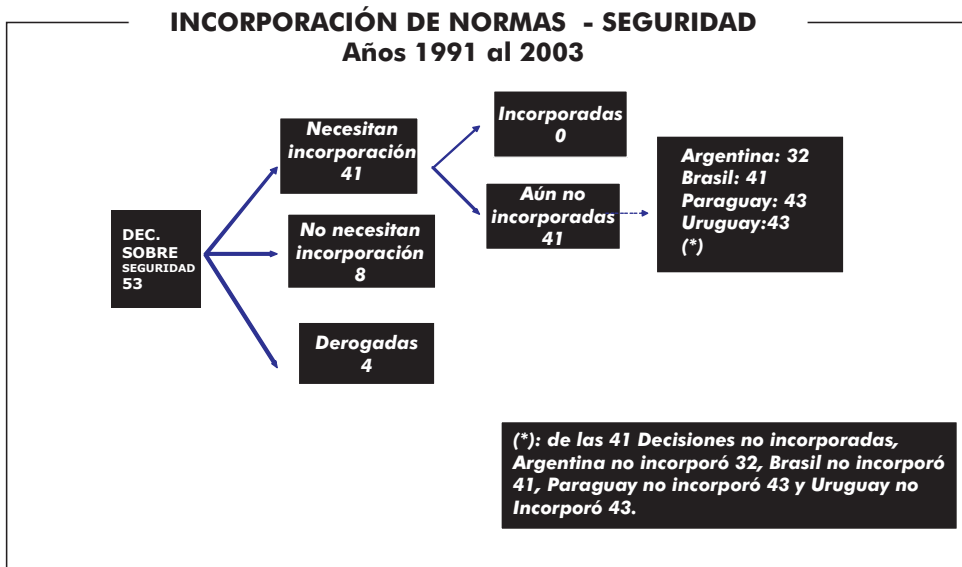 INCORPORACIÓN DE NORMAS - SEGURIDAD
Años 1991 al 2003
DEC.
SOBRE
SEGURIDAD
53
Necesitan
incorporación
41
No necesitan
incorporación
8
Derogadas
4
Incorporadas
0
Aún no
incorporadas
41
Argentina: 32
Brasil: 41
Paraguay: 43
Uruguay:43
(*)
(*): de las 41 Decisiones no incorporadas,
Argentina no incorporó 32, Brasil no incorporó
41, Paraguay no incorporó 43 y Uruguay no
Incorporó 43.